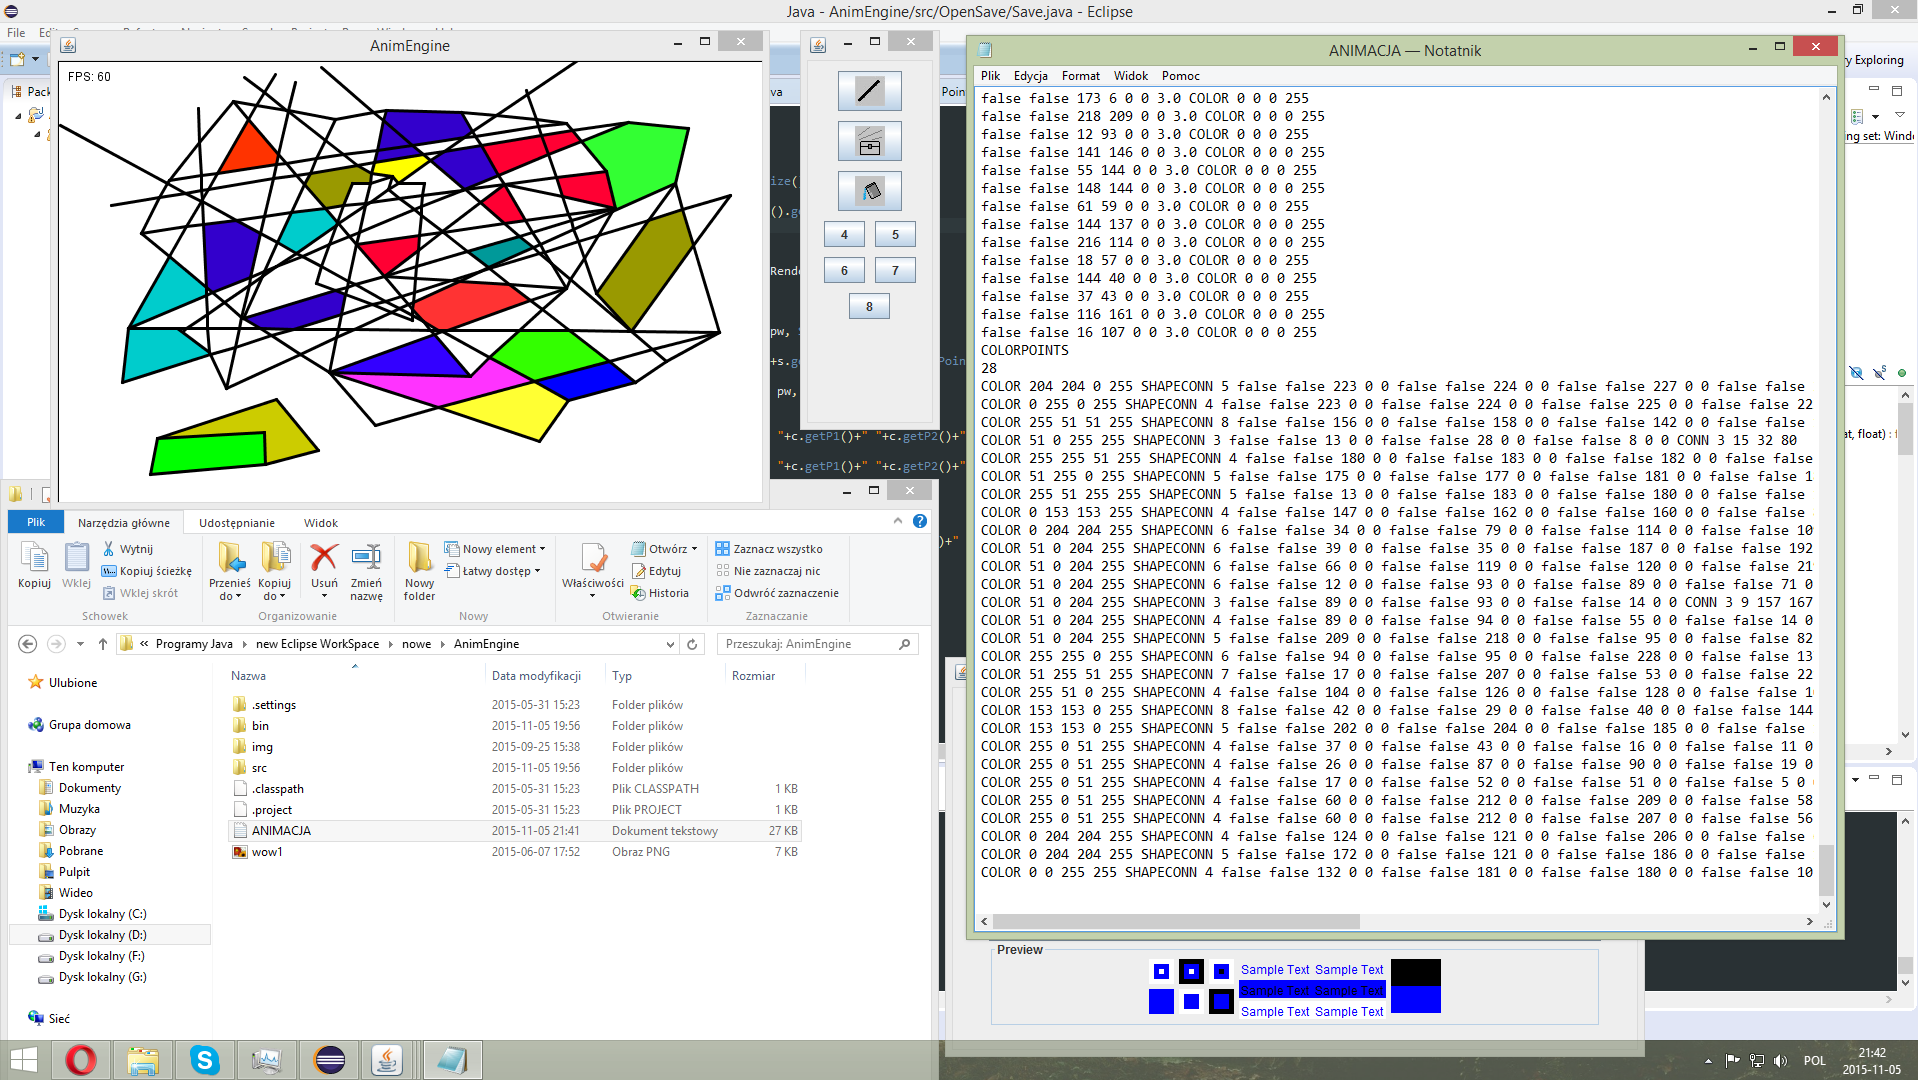 Java - AnimEngine/src/OpenSave/Save.java - Eclipse
File
AnimEngine
FPS: 60
4
5
6
7
8
ANIMACJA — Notatnik
Plik Edycja Format Widok Pomoc
false false 173 6 0 0 3.0 COLOR 0 0 0 255
false false 218 209 0 0 3.0 COLOR 0 0 0 255
false false 12 93 0 0 3.0 COLOR 0 0 0 255
false false 141 146 0 0 3.0 COLOR 0 0 0 255
false false 55 144 0 0 3.0 COLOR 0 0 0 255
false false 148 144 0 0 3.0 COLOR 0 0 0 255
false false 61 59 0 0 3.0 COLOR 0 0 0 255
false false 144 137 0 0 3.0 COLOR 0 0 0 255
false false 216 114 0 0 3.0 COLOR 0 0 0 255
false false 18 57 0 0 3.0 COLOR 0 0 0 255
false false 144 40 0 0 3.0 COLOR 0 0 0 255
false false 37 43 0 0 3.0 COLOR 0 0 0 255
false false 116 161 0 0 3.0 COLOR 0 0 0 255
false false 16 107 0 0 3.0 COLOR 0 0 0 255
COLORPOINTS
28
COLOR 204 204 0 255 SHAPECONN 5 false false 223 0 0 false false 224 0 0 false false 227 0 0 false false
COLOR 0 255 0 255 SHAPECONN 4 false false 223 0 0 false false 224 0 0 false false 225 0 0 false false 22
COLOR 255 51 51 255 SHAPECONN 8 false false 156 0 0 false false 158 0 0 false false 142 0 0 false false
COLOR 51 0 255 255 SHAPECONN 3 false false 13 0 0 false false 28 0 0 false false 8 0 0 CONN 3 15 32 80
COLOR 255 255 51 255 SHAPECONN 4 false false 180 0 0 false false 183 0 0 false false 182 0 0 false false
COLOR 51 255 0 255 SHAPECONN 5 false false 175 0 0 false false 177 0 0 false false 181 0 0 false false 1
COLOR 255 51 255 255 SHAPECONN 5 false false 13 0 0 false false 183 0 0 false false 180 0 0 false false
COLOR 0 153 153 255 SHAPECONN 4 false false 147 0 0 false false 162 0 0 false false 160 0 0 false false
COLOR 0 204 204 255 SHAPECONN 6 false false 34 0 0 false false 79 0 0 false false 114 0 0 false false 10
COLOR 51 0 204 255 SHAPECONN 6 false false 39 0 0 false false 35 0 0 false false 187 0 0 false false 192
COLOR 51 0 204 255 SHAPECONN 6 false false 66 0 0 false false 119 0 0 false false 120 0 0 false false 21
COLOR 51 0 204 255 SHAPECONN 6 false false 12 0 0 false false 93 0 0 false false 89 0 0 false false 71 0
COLOR 51 0 204 255 SHAPECONN 3 false false 89 0 0 false false 93 0 0 false false 14 0 0 CONN 3 9 157 167
COLOR 51 0 204 255 SHAPECONN 4 false false 89 0 0 false false 94 0 0 false false 55 0 0 false false 14 0
COLOR 51 0 204 255 SHAPECONN 5 false false 209 0 0 false false 218 0 0 false false 95 0 0 false false 82
COLOR 255 255 0 255 SHAPECONN 6 false false 94 0 0 false false 95 0 0 false false 228 0 0 false false 13
COLOR 51 255 51 255 SHAPECONN 7 false false 17 0 0 false false 207 0 0 false false 53 0 0 false false 22
COLOR 255 51 0 255 SHAPECONN 4 false false 104 0 0 false false 126 0 0 false false 128 0 0 false false 1
COLOR 153 153 0 255 SHAPECONN 8 false false 42 0 0 false false 29 0 0 false false 40 0 0 false false 144
COLOR 153 153 0 255 SHAPECONN 5 false false 202 0 0 false false 204 0 0 false false 185 0 0 false false
COLOR 255 0 51 255 SHAPECONN 4 false false 37 0 0 false false 43 0 0 false false 16 0 0 false false 11 0
COLOR 255 0 51 255 SHAPECONN 4 false false 26 0 0 false false 87 0 0 false false 90 0 0 false false 19 0
COLOR 255 0 51 255 SHAPECONN 4 false false 17 0 0 false false 52 0 0 false false 51 0 0 false false 5 0
COLOR 255 0 51 255 SHAPECONN 4 false false 60 0 0 false false 212 0 0 false false 209 0 0 false false 58
COLOR 255 0 51 255 SHAPECONN 4 false false 60 0 0 false false 212 0 0 false false 207 0 0 false false 56
COLOR 0 204 204 255 SHAPECONN 4 false false 124 0 0 false false 121 0 0 false false 206 0 0 false false
COLOR 0 204 204 255 SHAPECONN 5 false false 172 0 0 false false 121 0 0 false false 186 0 0 false false
COLOR 0 0 255 255 SHAPECONN 4 false false 132 0 0 false false 181 0 0 false false 180 0 0 false false 10
y Exploring
ng set: Wind
at, float) :
Pack
va
Poin
ize()
().g
Rende
pw,
+s.g
Poin
pw,
"+c.getP1()+" "+c.getP2()+"
"+c.getP1()+" "+c.getP2()+"
)+"
Plik Narzędzia główne Udostępnianie Widok
Kopiuj
Wklej
Wytnij
Kopiuj ścieżkę
Wklej skrót
Schowek
Przenieś do
Kopiuj do
Usuń
Zmień nazwę
Organizowanie
Nowy folder
Nowy element
Łatwy dostęp
Nowy
Właściwości
Otwórz
Edytuj
Historia
Otwieranie
Zaznacz wszystko
Nie zaznaczaj nic
Odwróć zaznaczenie
Zaznaczanie
« Programy Java › new Eclipse WorkSpace › nowe › AnimEngine
Przeszukaj: AnimEngine
Ulubione
Grupa domowa
Ten komputer
Dokumenty
Muzyka
Obrazy
Pobrane
Pulpit
Wideo
Dysk lokalny (C:)
Dysk lokalny (D:)
Dysk lokalny (F:)
Dysk lokalny (G:)
Sieć
Nazwa Data modyfikacji Typ Rozmiar
.settings 2015-05-31 15:23 Folder plików
bin 2015-11-05 19:56 Folder plików
img 2015-09-25 15:38 Folder plików
src 2015-11-05 19:56 Folder plików
.classpath 2015-05-31 15:23 Plik CLASSPATH 1 KB
.project 2015-05-31 15:23 Plik PROJECT 1 KB
ANIMACJA 2015-11-05 21:41 Dokument tekstowy 27 KB
wow1 2015-06-07 17:52 Obraz PNG 7 KB
Preview
Sample Text Sample Text
Sample Text Sample Text
Sample Text Sample Text
POL
21:42
2015-11-05